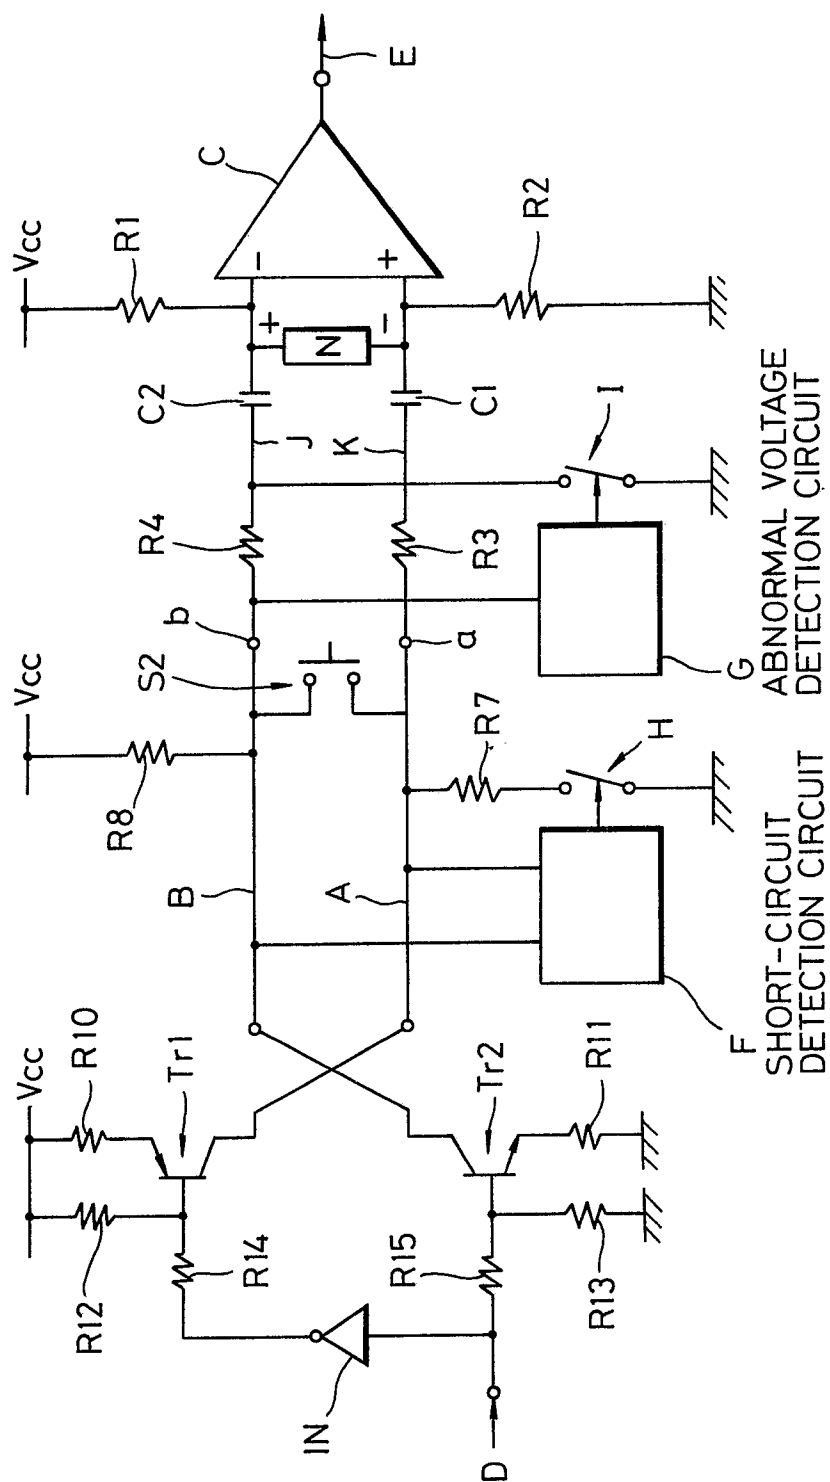 Vcc
Vcc
Vcc
R12
R10
Tr1
R14
IN
D
R15
Tr2
R13
R11
R8
B
A
S2
b
a
R7
H
F
SHORT-CIRCUIT
DETECTION CIRCUIT
R4
R3
J
K
C2
C1
N
+
-
R1
R2
-
+
C
E
I
G
ABNORMAL VOLTAGE
DETECTION CIRCUIT